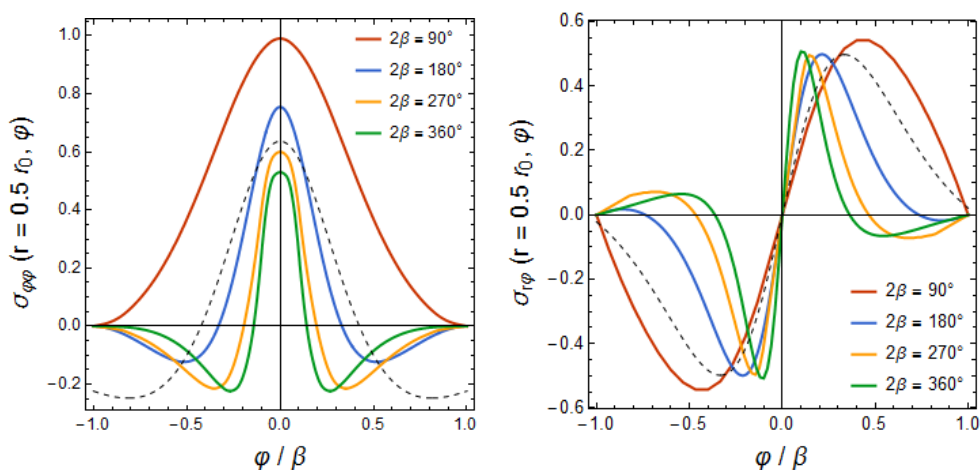 σφφ (r = 0.5 r0, φ)
1.0
0.8
0.6
0.4
0.2
0.0
−0.2
2β = 90°
2β = 180°
2β = 270°
2β = 360°
−1.0 −0.5 0.0 0.5 1.0
φ / β
σrφ (r = 0.5 r0, φ)
0.6
0.4
0.2
0.0
−0.2
−0.4
−0.6
2β = 90°
2β = 180°
2β = 270°
2β = 360°
−1.0 −0.5 0.0 0.5 1.0
φ / β